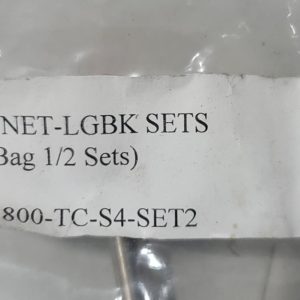 NET-LGBK SETS
Bag 1/2 Sets)
800-TC-S4-SET2